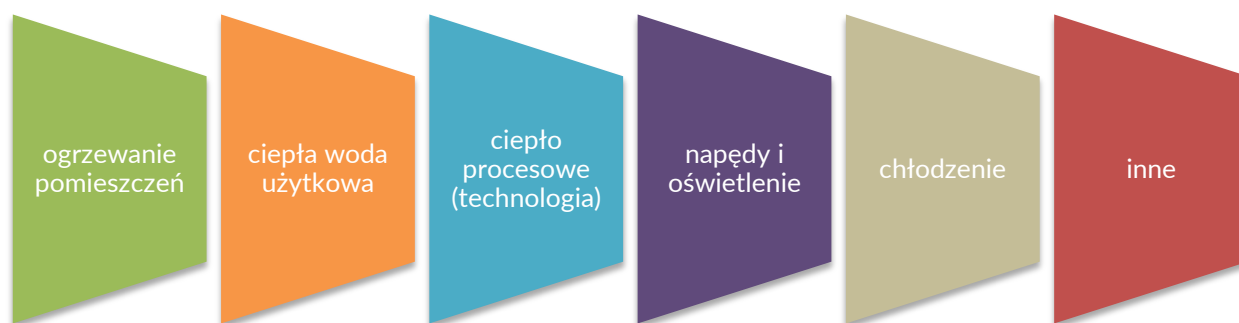 ogrzewanie
pomieszczeń
ciepła woda
użytkowa
ciepło
procesowe
(technologia)
napędy i
oświetlenie
chłodzenie
inne